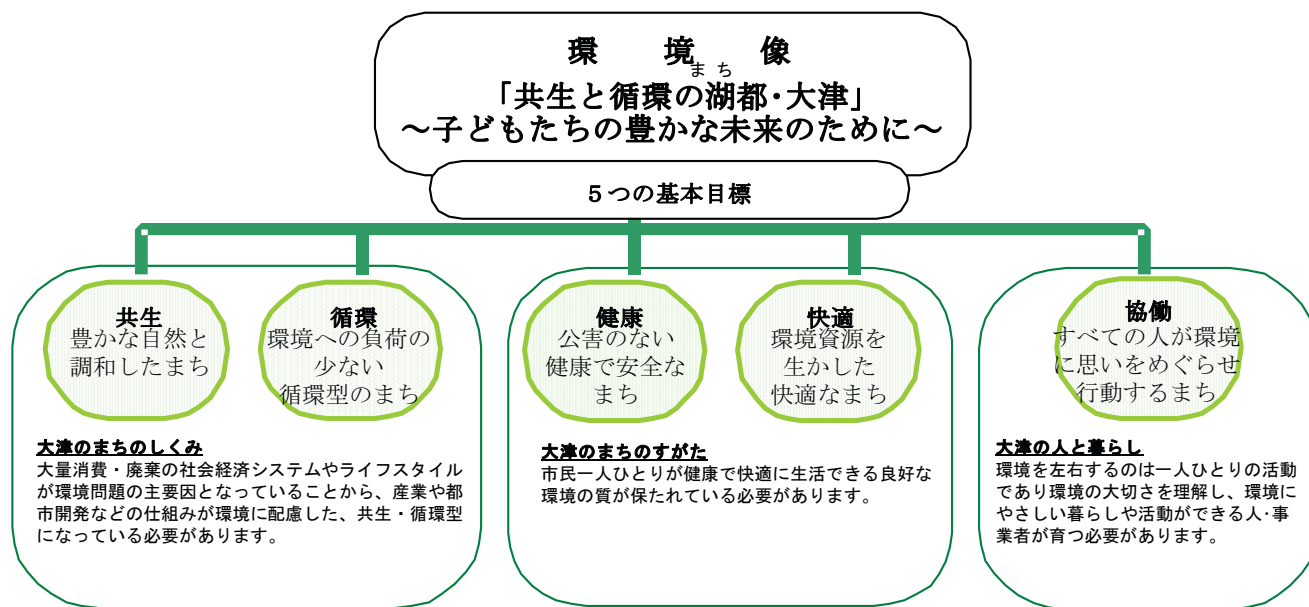 環　境　像
まち
「共生と循環の湖都・大津」
～子どもたちの豊かな未来のために～
５つの基本目標
共生
豊かな自然と
調和したまち
循環
環境への負荷の
少ない
循環型のまち
健康
公害のない
健康で安全な
まち
快適
環境資源を
生かした
快適なまち
協働
すべての人が環境
に思いをめぐらせ
行動するまち
大津のまちのしくみ
大量消費・廃棄の社会経済システムやライフスタイル
が環境問題の主要因となっていることから、産業や都
市開発などの仕組みが環境に配慮した、共生・循環型
になっている必要があります。
大津のまちのすがた
市民一人ひとりが健康で快適に生活できる良好な
環境の質が保たれている必要があります。
大津の人と暮らし
環境を左右するのは一人ひとりの活動
であり環境の大切さを理解し、環境に
やさしい暮らしや活動ができる人・事
業者が育つ必要があります。